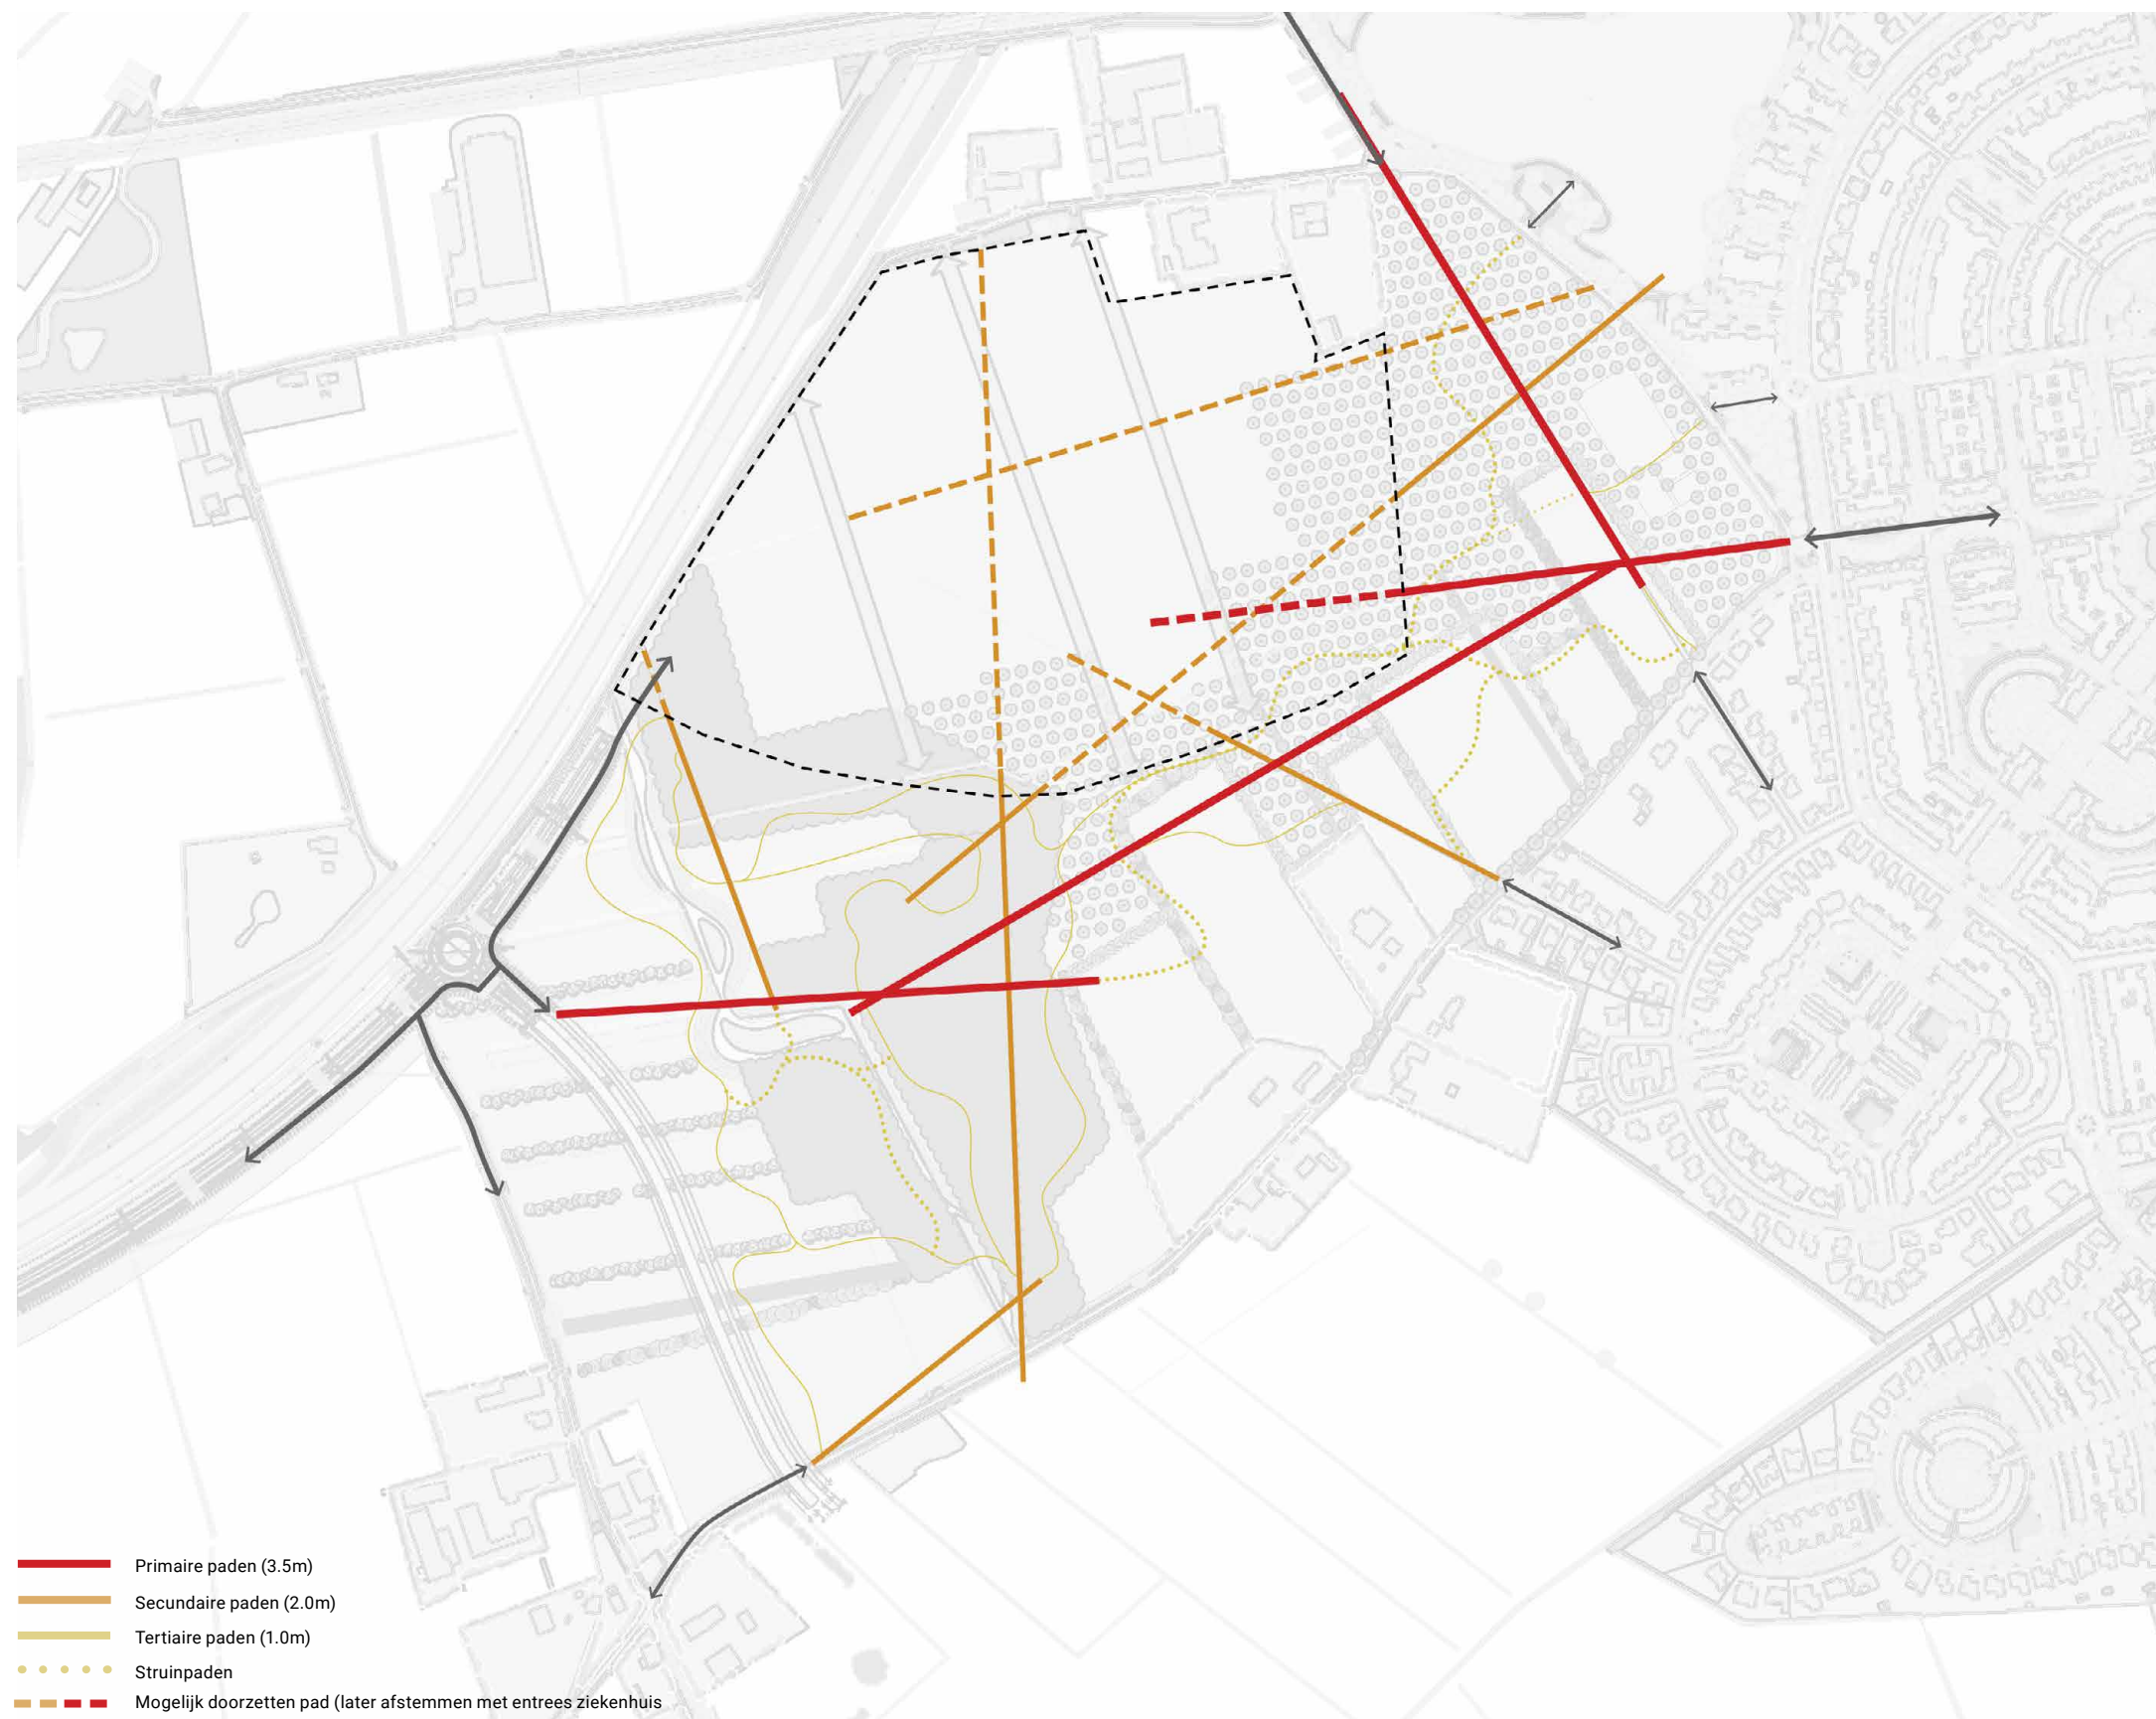 Primaire paden (3.5m)
Secundaire paden (2.0m)
Tertiaire paden (1.0m)
Struinpaden
Mogelijk doorzetten pad (later afstemmen met entrees ziekenhuis